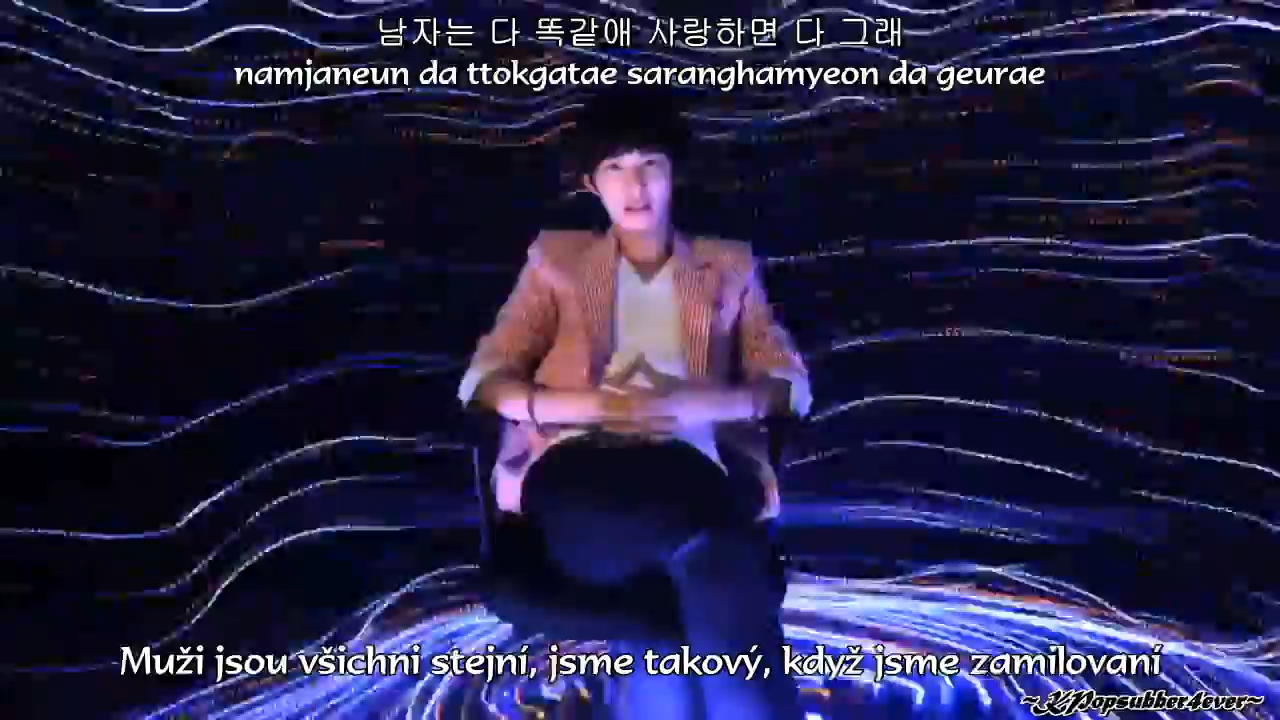 남자는 다 똑같애 사랑하면 다 그래
namjaneun da ttokgatae saranghamyeon da geurae
Muži jsou všichni stejní, jsme takový, když jsme zamilovaní
~KPopsubber4ever~